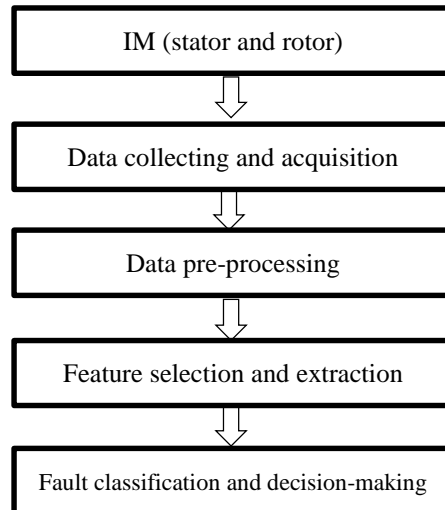 IM (stator and rotor)
Data collecting and acquisition
Data pre-processing
Feature selection and extraction
Fault classification and decision-making